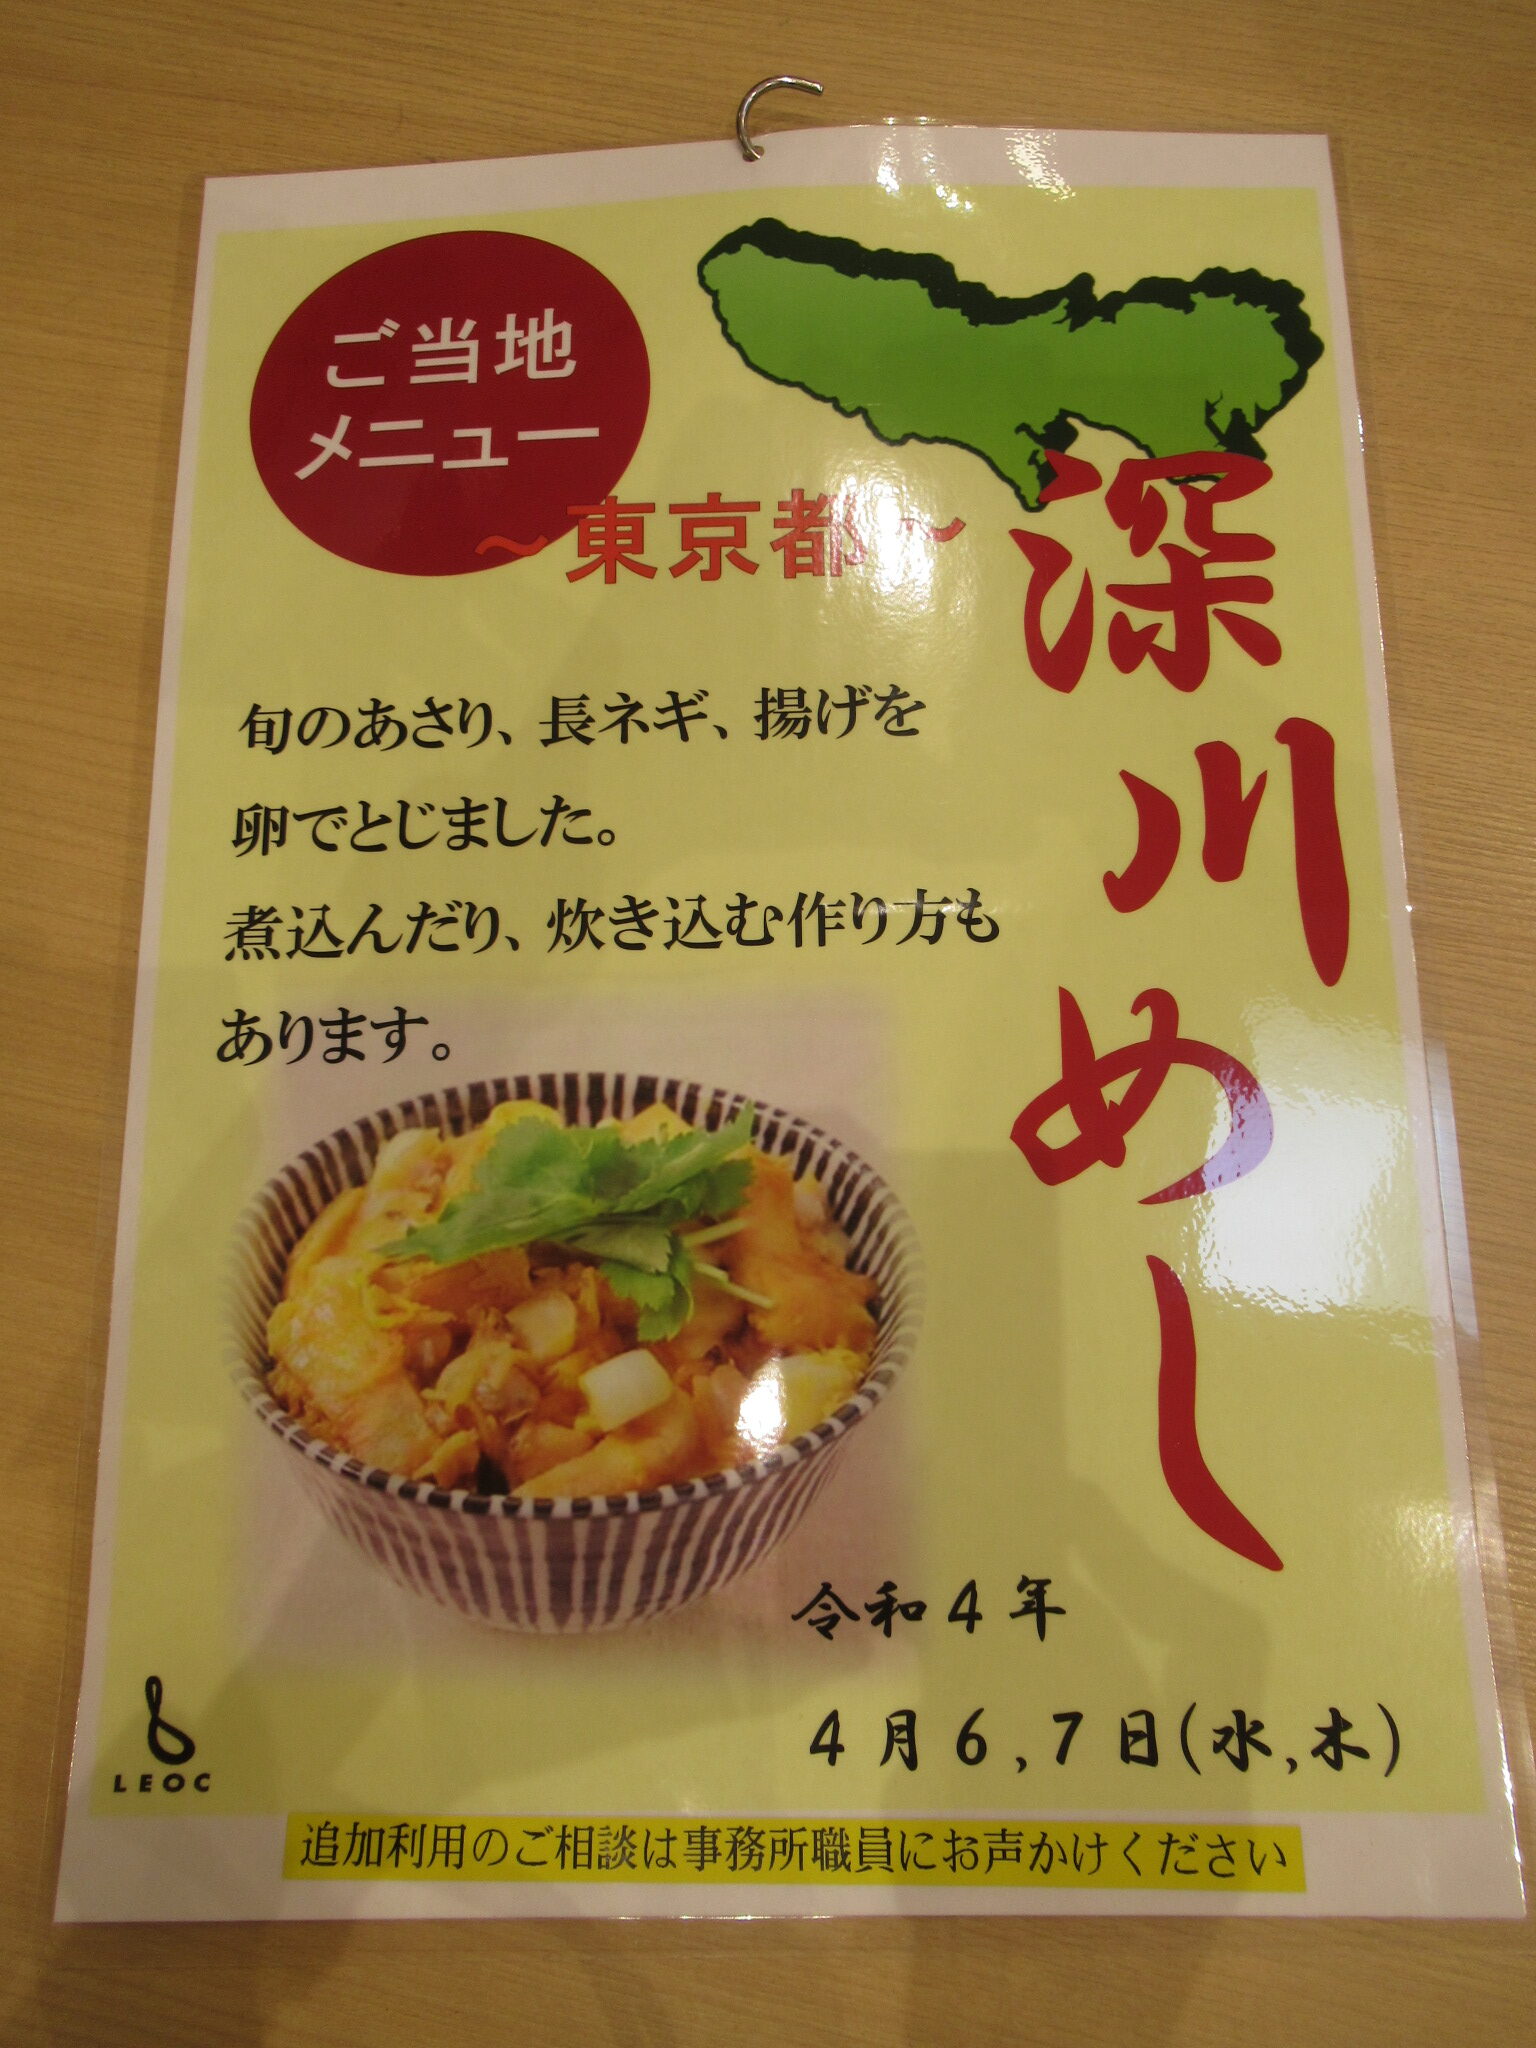 ご当地
メニュー
～東京都～
深川めし
旬のあさり、長ネギ、揚げを
卵でとじました。
煮込んだり、炊き込む作り方も
あります。
令和4年
4月6,7日(水,木)
LEOC
追加利用のご相談は事務所職員にお声かけください